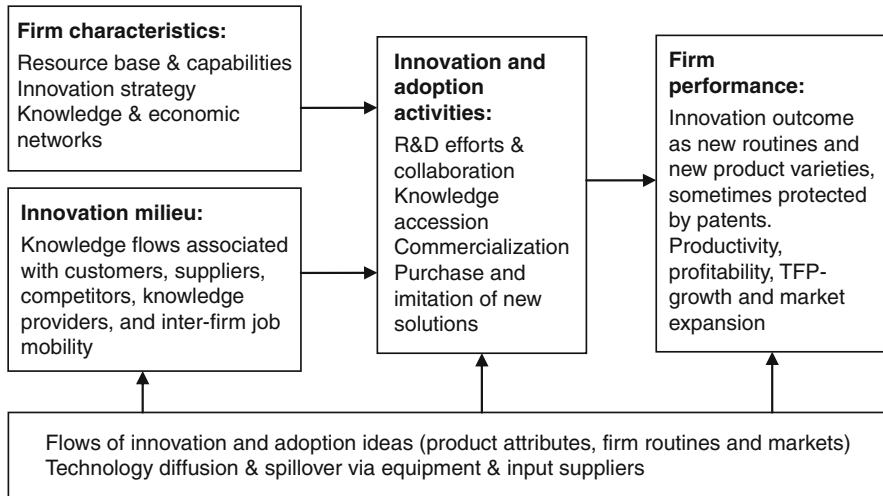 Firm characteristics:
Resource base & capabilities
Innovation strategy
Knowledge & economic
networks
Innovation milieu:
Knowledge flows associated
with customers, suppliers,
competitors, knowledge
providers, and inter-firm job
mobility
Innovation and
adoption
activities:
R&D efforts &
collaboration
Knowledge
accession
Commercialization
Purchase and
imitation of new
solutions
Firm
performance:
Innovation outcome
as new routines and
new product varieties,
sometimes protected
by patents.
Productivity,
profitability, TFP-
growth and market
expansion
Flows of innovation and adoption ideas (product attributes, firm routines and markets)
Technology diffusion & spillover via equipment & input suppliers